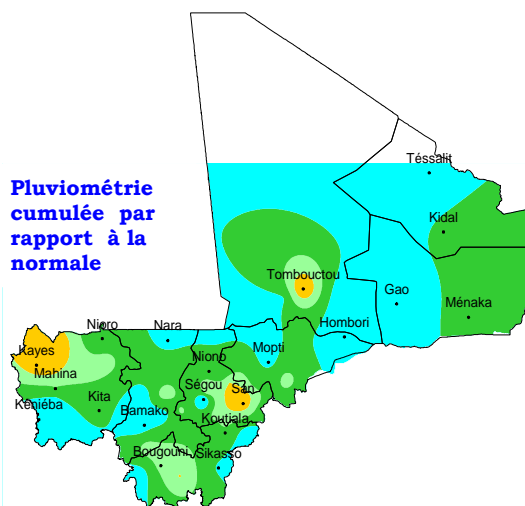 Pluviométrie
cumulée par
rapport à la
normale
Téssalit
Kidal
Tombouctou
Gao
Ménaka
Hombori
Nioro
Nara
Kayes
Niono
Mopti
Mahina
Ségou
San
Kéniéba
Kita
Bamako
Koutiala
Bougouni
Sikasso